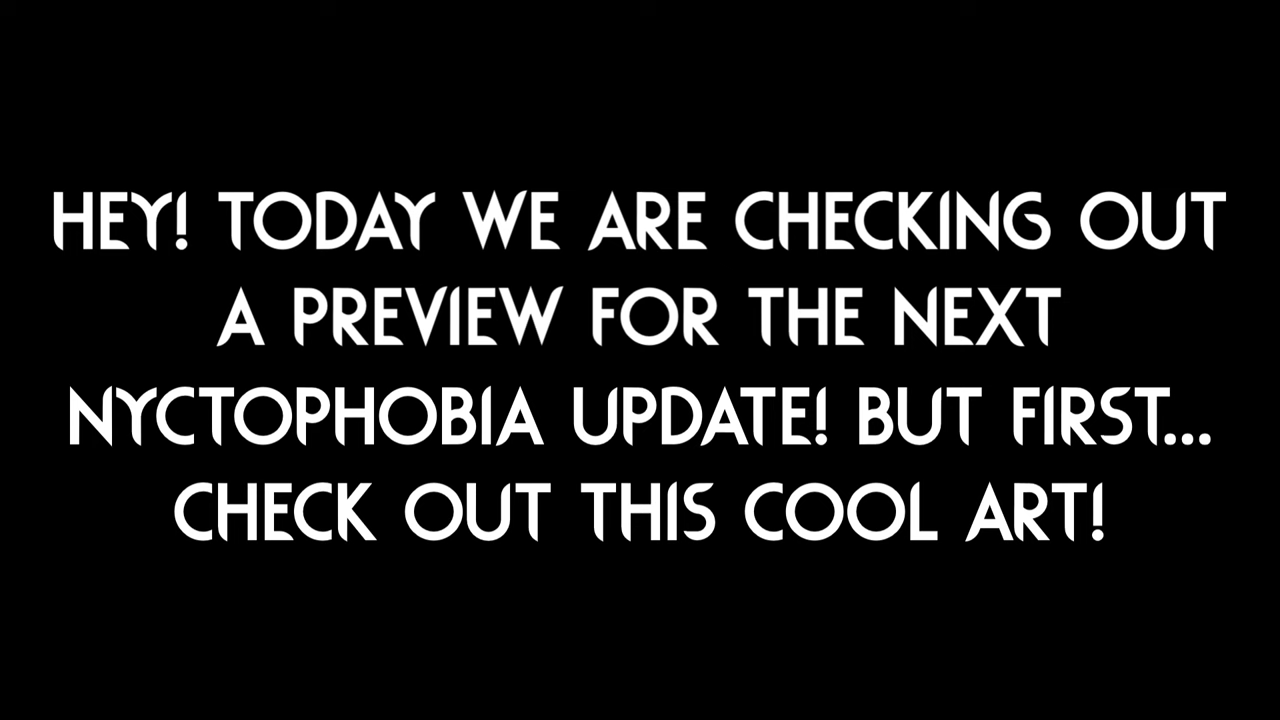 HEY! TODAY WE ARE CHECKING OUT
A PREVIEW FOR THE NEXT
NYCTOPHOBIA UPDATE! BUT FIRST...
CHECK OUT THIS COOL ART!